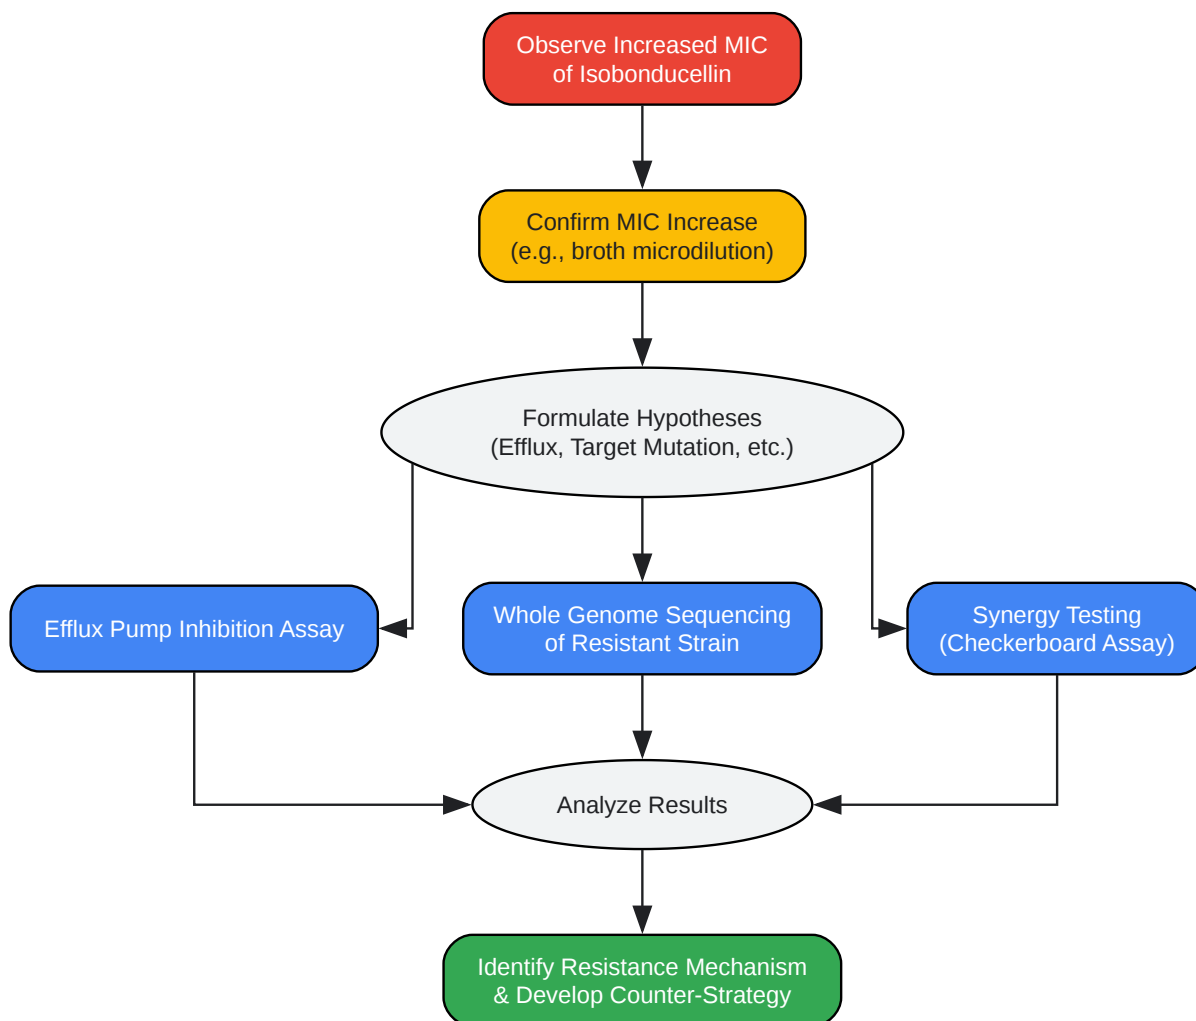 Observe Increased MIC
of Isobonducellin
Confirm MIC Increase
(e.g., broth microdilution)
Formulate Hypotheses
(Efflux, Target Mutation, etc.)
Efflux Pump Inhibition Assay
Whole Genome Sequencing
of Resistant Strain
Synergy Testing
(Checkerboard Assay)
Analyze Results
Identify Resistance Mechanism
& Develop Counter-Strategy